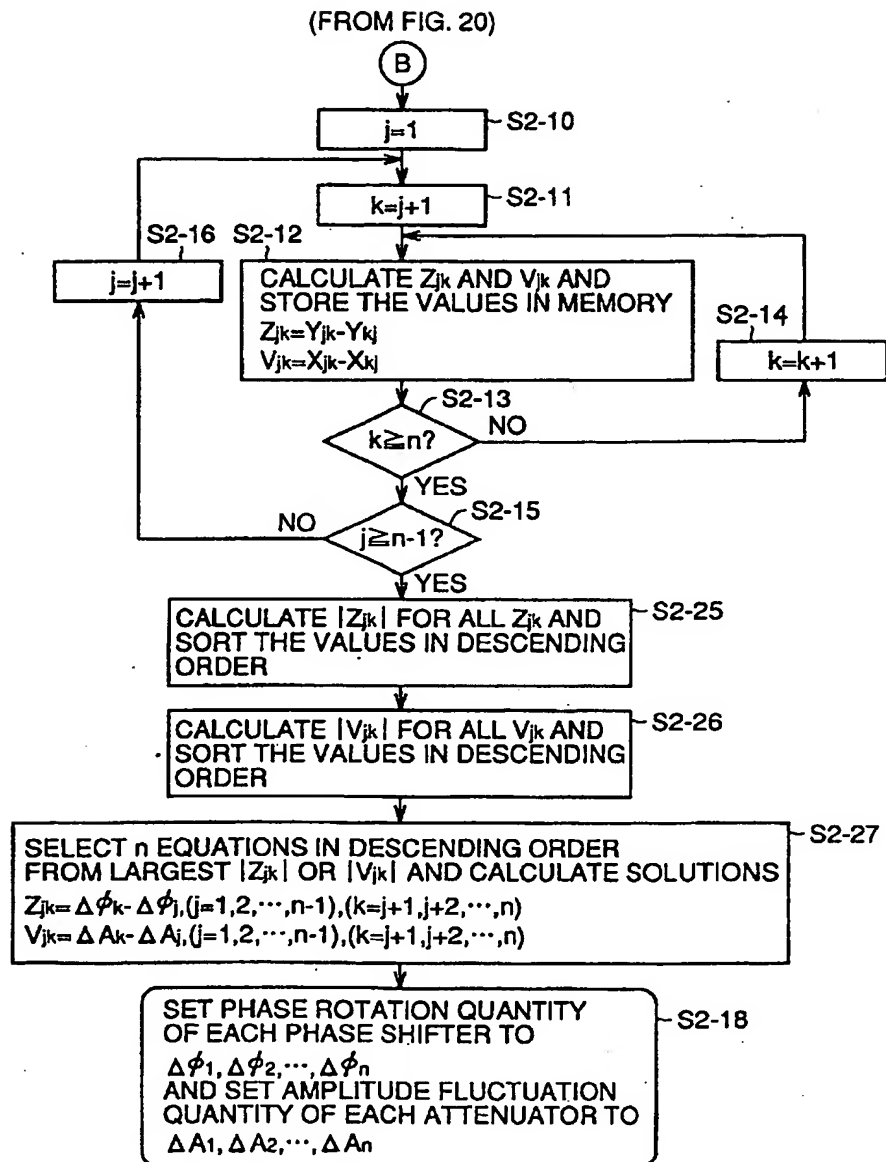 (FROM FIG. 20)
B
j=1
S2-10
k=j+1
S2-11
S2-16
j=j+1
S2-12
CALCULATE Zjk AND Vjk AND
STORE THE VALUES IN MEMORY
Zjk=Yjk-Ykj
Vjk=Xjk-Xkj
S2-14
k=k+1
S2-13
k≧n?
NO
YES
S2-15
NO
j≧n-1?
YES
CALCULATE |Zjk| FOR ALL Zjk AND
SORT THE VALUES IN DESCENDING
ORDER
S2-25
CALCULATE |Vjk| FOR ALL Vjk AND
SORT THE VALUES IN DESCENDING
ORDER
S2-26
SELECT n EQUATIONS IN DESCENDING ORDER
FROM LARGEST |Zjk| OR |Vjk| AND CALCULATE SOLUTIONS
Zjk=Δϕk-Δϕj,(j=1,2,⋯,n-1),(k=j+1,j+2,⋯,n)
Vjk=ΔAk-ΔAj,(j=1,2,⋯,n-1),(k=j+1,j+2,⋯,n)
S2-27
SET PHASE ROTATION QUANTITY
OF EACH PHASE SHIFTER TO
Δϕ1,Δϕ2,⋯,Δϕn
AND SET AMPLITUDE FLUCTUATION
QUANTITY OF EACH ATTENUATOR TO
ΔA1,ΔA2,⋯,ΔAn
S2-18